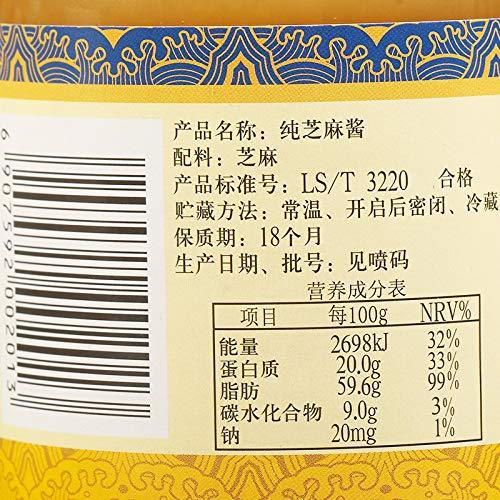 产品名称：纯芝麻酱
配料：芝麻
产品标准号：LS/T 3220 合格
贮藏方法：常温、开启后密闭、冷藏
保质期：18个月
生产日期、批号：见喷码
营养成分表
项目 每100g NRV%
能量 2698kJ 32%
蛋白质 20.0g 33%
脂肪 59.6g 99%
碳水化合物 9.0g 3%
钠 20mg 1%
6 907592 002013